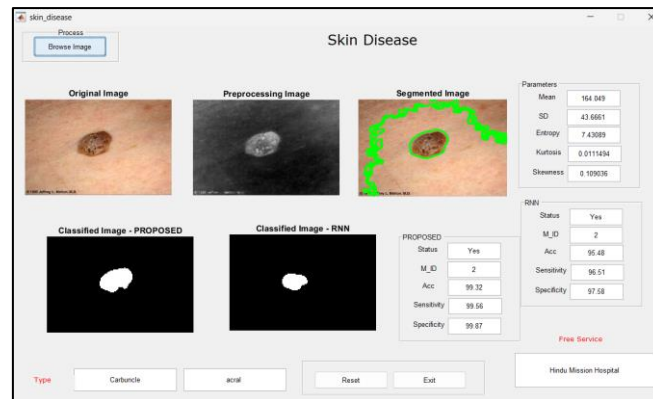 skin_disease
Process
Browse Image
Skin Disease
Original Image
Preprocessing Image
Segmented Image
Parameters
Mean 164.049
SD 43.6661
Entropy 7.43089
Kurtosis 0.0111494
Skewness 0.109036
Classified Image - PROPOSED
Classified Image - RNN
PROPOSED
Status Yes
M_ID 2
Acc 99.32
Sensitivity 99.56
Specificity 99.87
RNN
Status Yes
M_ID 2
Acc 95.48
Sensitivity 96.51
Specificity 97.58
Free Service
Hindu Mission Hospital
Type Carbuncle acral
Reset Exit